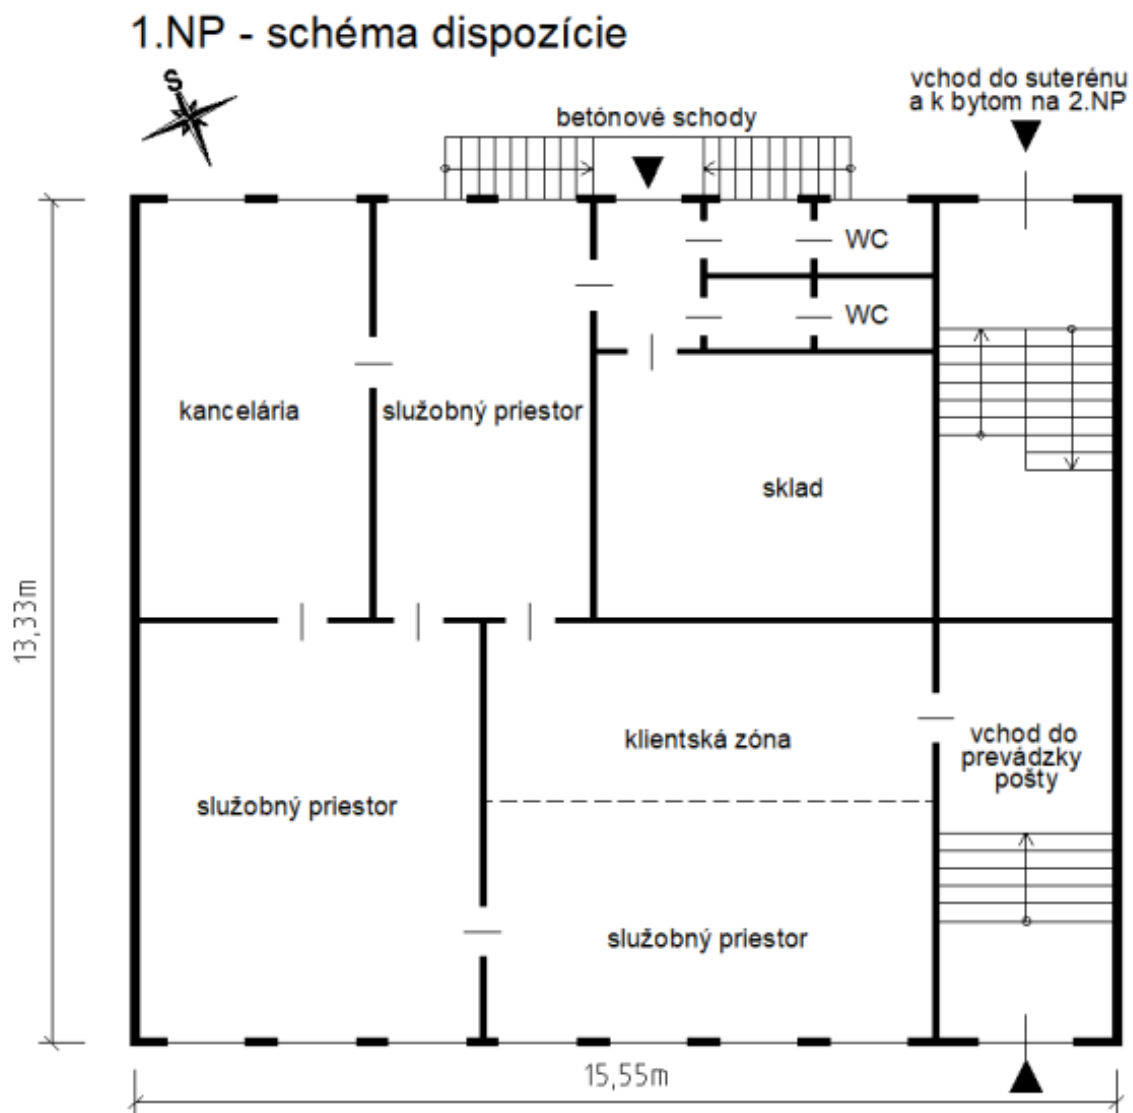 1.NP - schéma dispozície
S
vchod do suterénu
a k bytom na 2.NP
betónové schody
WC
WC
kancelária
služobný priestor
sklad
13,33m
klientská zóna
vchod do
prevádzky
pošty
služobný priestor
služobný priestor
15,55m